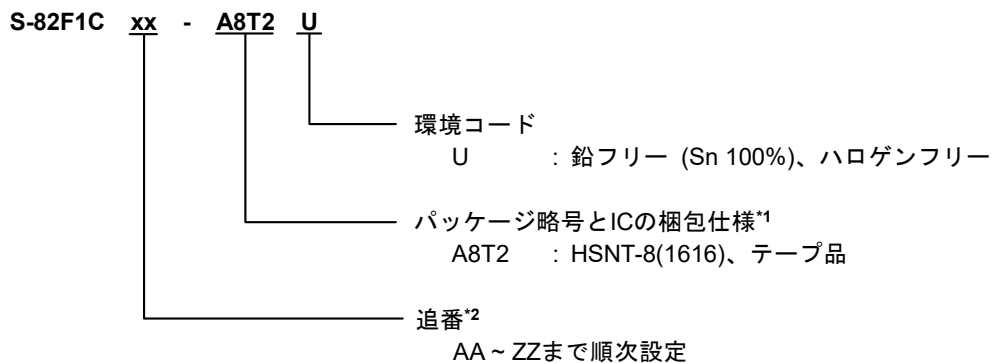 S-82F1C xx - A8T2 U
環境コード
U : 鉛フリー (Sn 100%)、ハロゲンフリー
パッケージ略号とICの梱包仕様*1
A8T2 : HSNT-8(1616)、テープ品
追番*2
AA ~ ZZまで順次設定